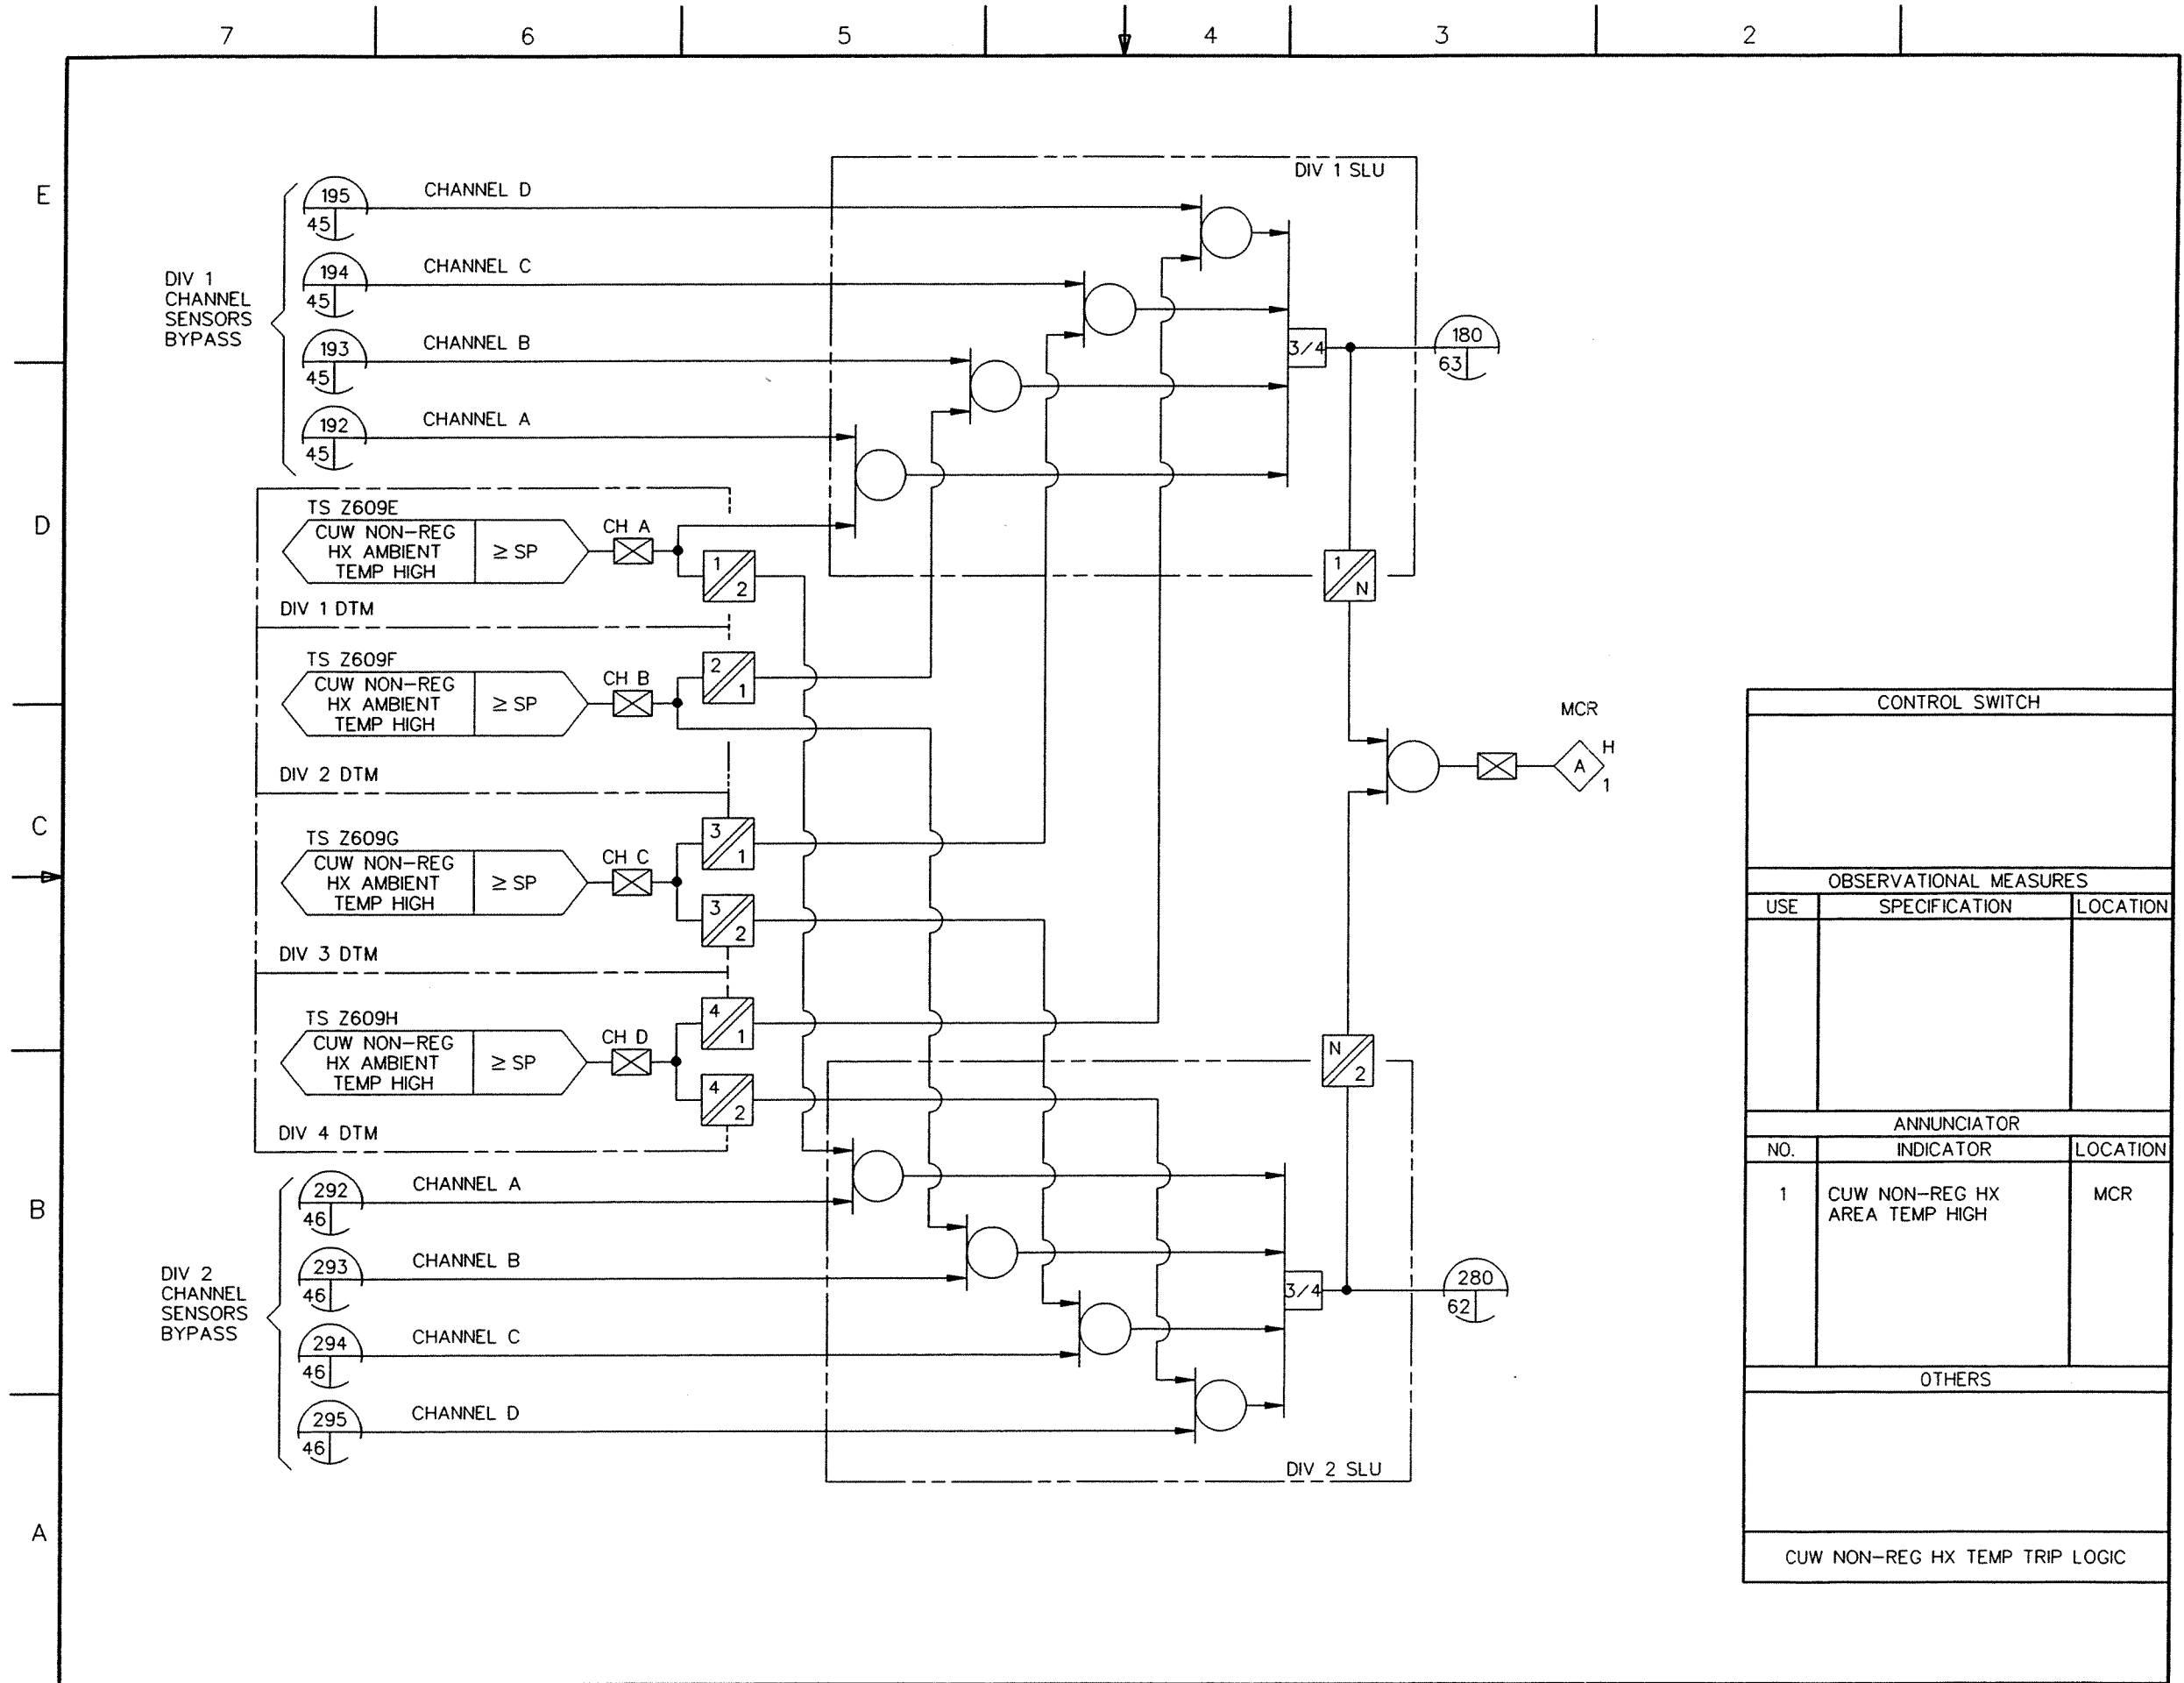 7 6 5 4 3 2
E
D
C
B
A
DIV 1 SLU
195
45
CHANNEL D
194
45
CHANNEL C
DIV 1
CHANNEL
SENSORS
BYPASS
193
45
CHANNEL B
192
45
CHANNEL A
3/4
180
63
TS Z609E
CUW NON-REG
HX AMBIENT
TEMP HIGH
≥ SP
CH A
1
2
DIV 1 DTM
1
N
TS Z609F
CUW NON-REG
HX AMBIENT
TEMP HIGH
≥ SP
CH B
2
1
DIV 2 DTM
MCR
A
H
1
TS Z609G
CUW NON-REG
HX AMBIENT
TEMP HIGH
≥ SP
CH C
3
1
3
2
DIV 3 DTM
TS Z609H
CUW NON-REG
HX AMBIENT
TEMP HIGH
≥ SP
CH D
4
1
4
2
DIV 4 DTM
N
2
292
46
CHANNEL A
293
46
CHANNEL B
DIV 2
CHANNEL
SENSORS
BYPASS
294
46
CHANNEL C
295
46
CHANNEL D
3/4
280
62
DIV 2 SLU
CONTROL SWITCH
OBSERVATIONAL MEASURES
USE SPECIFICATION LOCATION
ANNUNCIATOR
NO. INDICATOR LOCATION
1 CUW NON-REG HX MCR
AREA TEMP HIGH
OTHERS
CUW NON-REG HX TEMP TRIP LOGIC